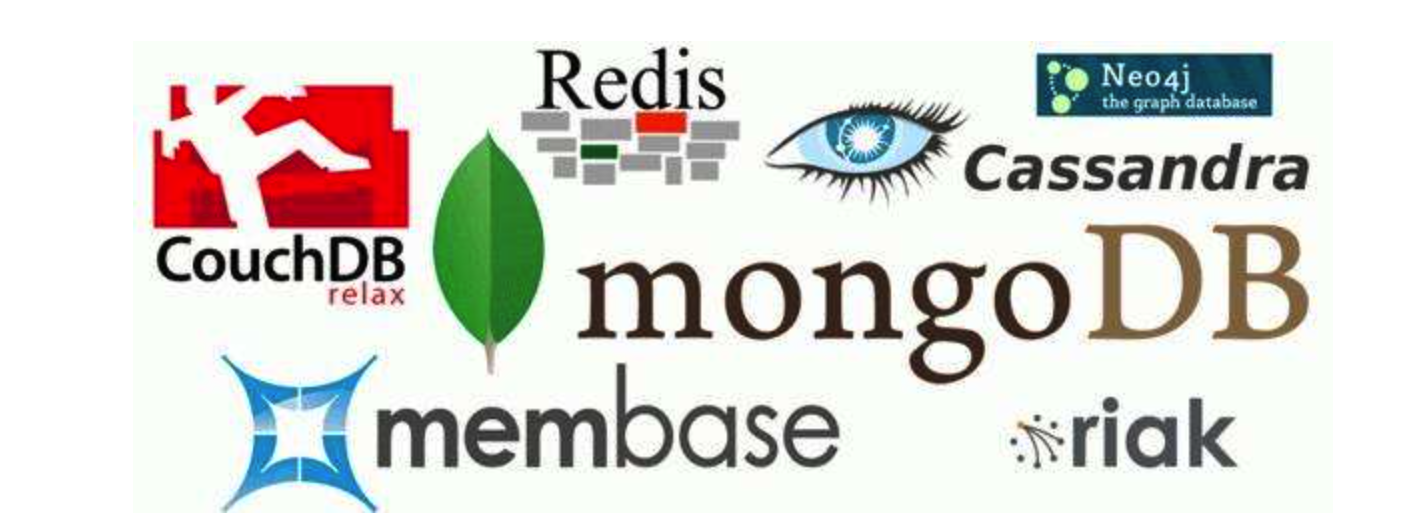 Redis
Neo4j
the graph database
Cassandra
CouchDB
relax
mongoDB
membase
riak